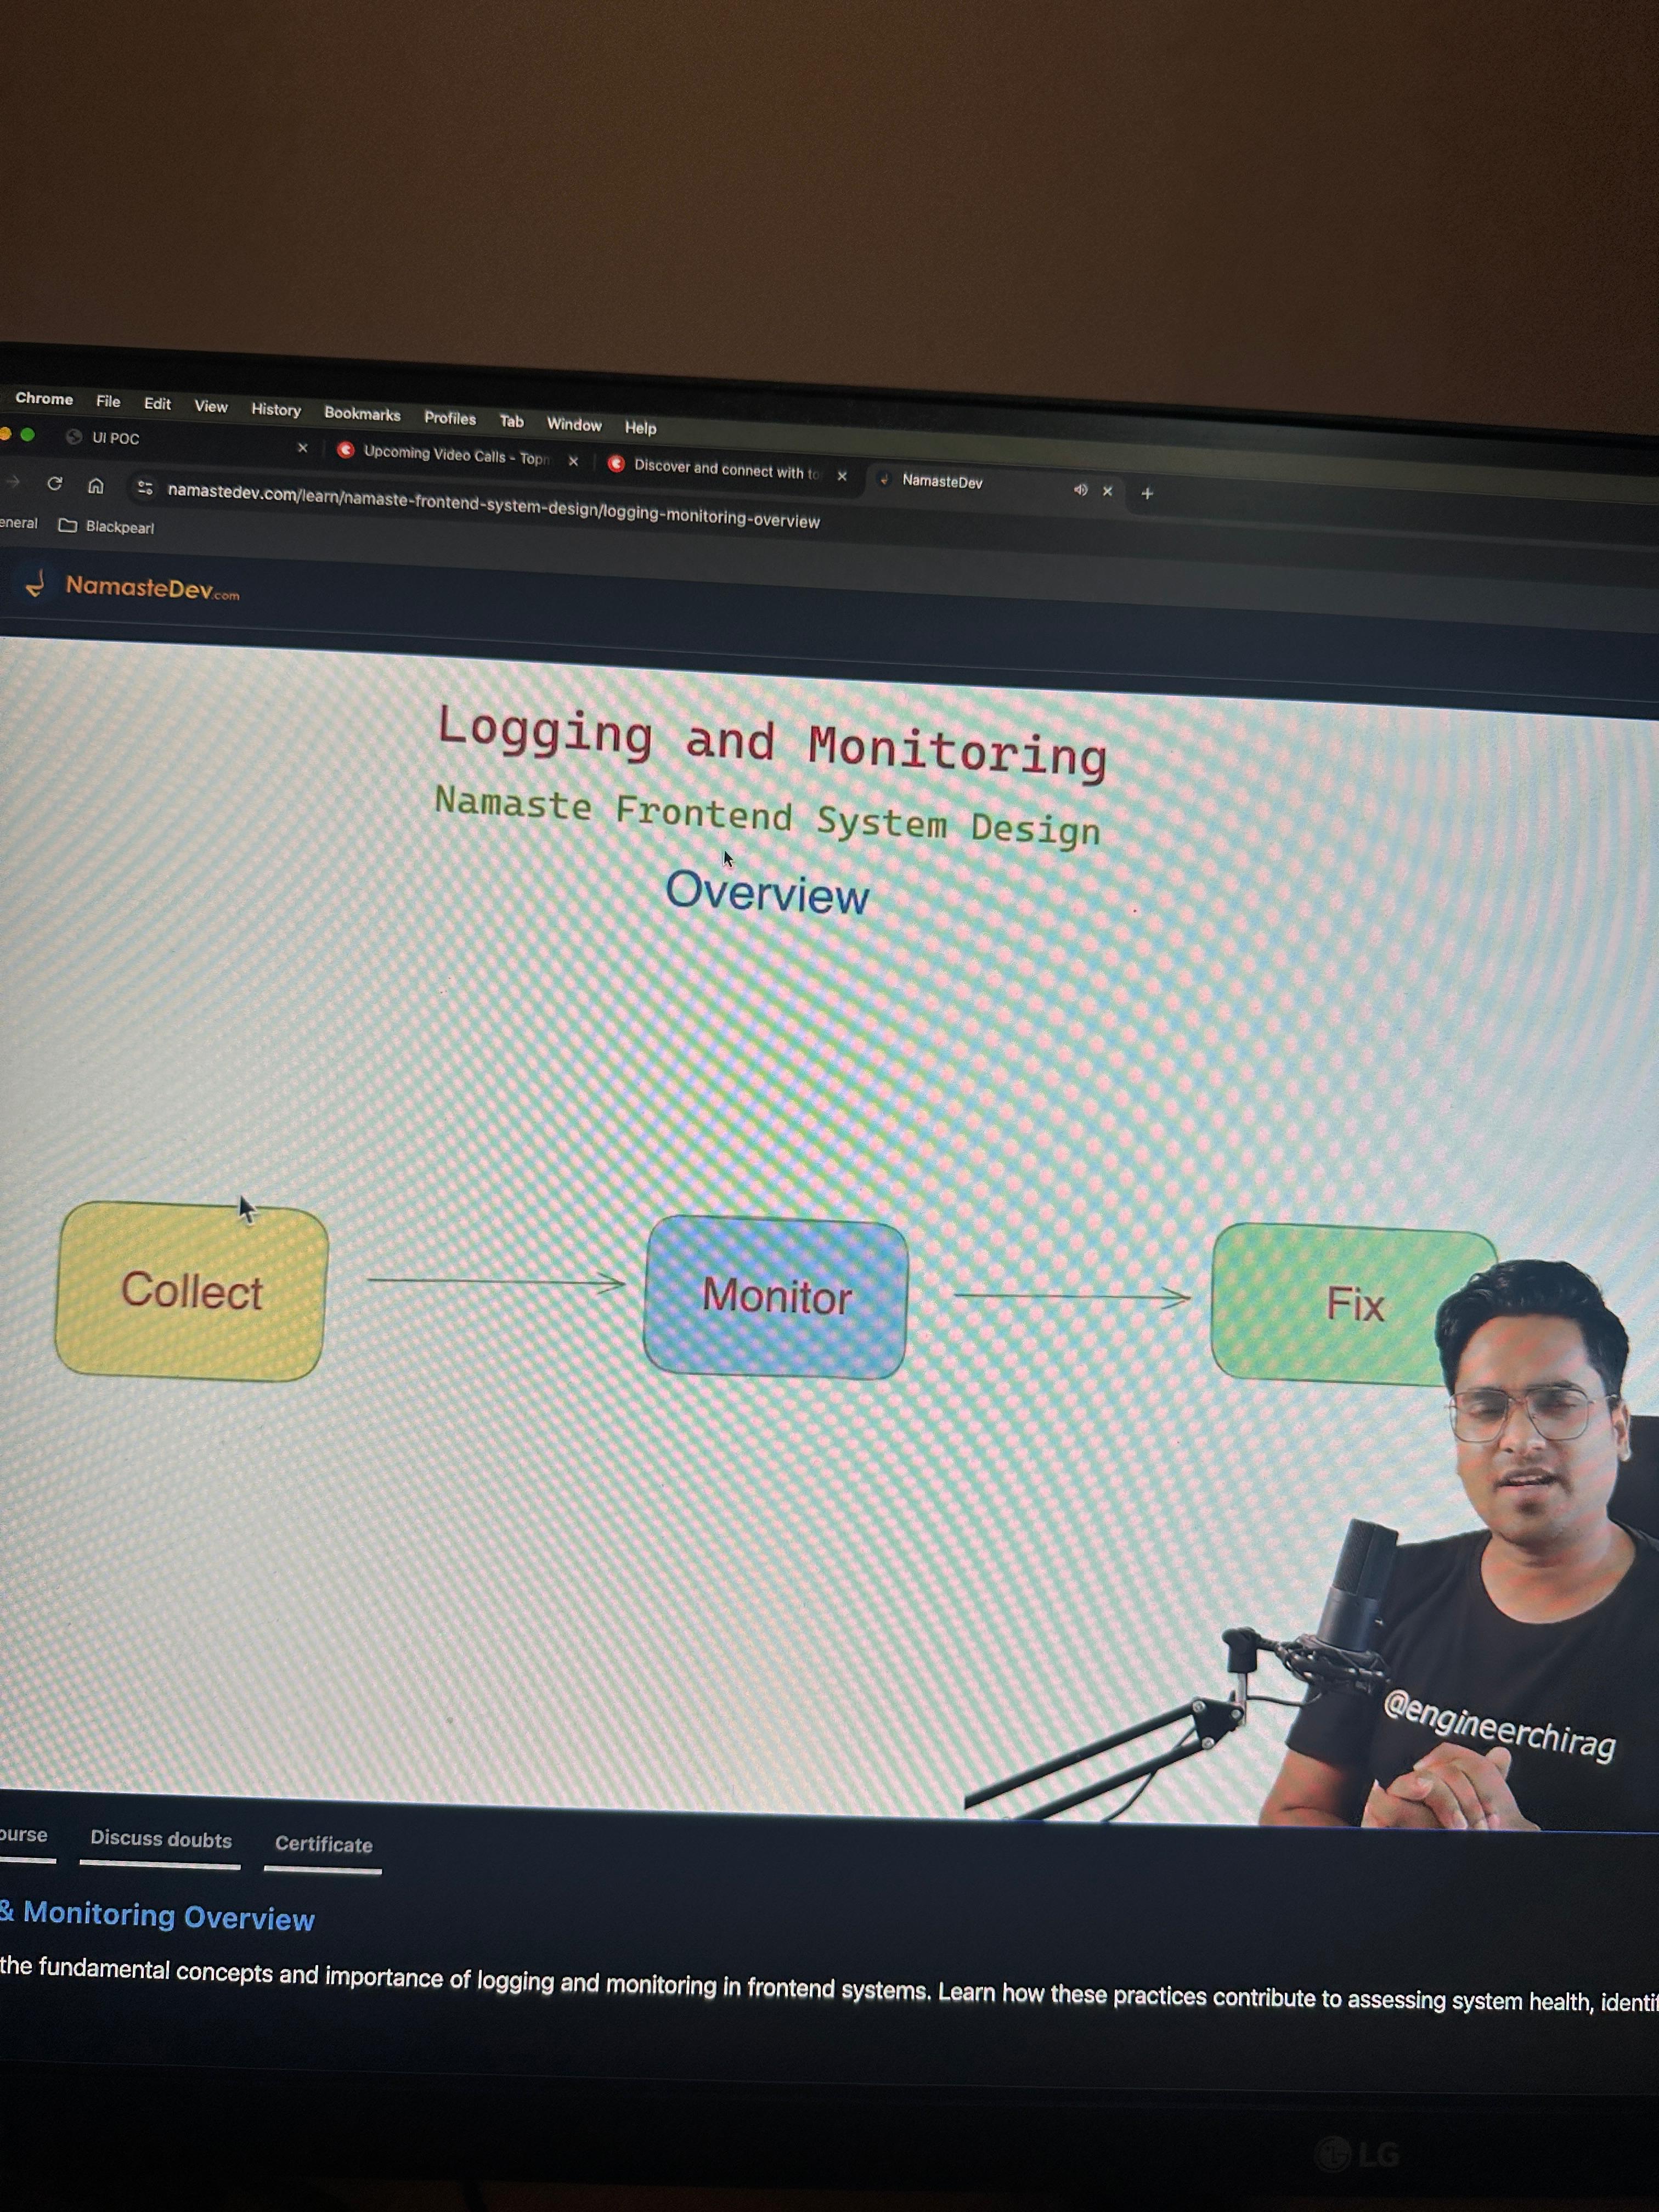 Chrome File Edit View History Bookmarks Profiles Tab Window Help
UI POC Upcoming Video Calls - Topm Discover and connect with to NamasteDev
namastedev.com/learn/namaste-frontend-system-design/logging-monitoring-overview
eneral Blackpearl
NamasteDev.com
Logging and Monitoring
Namaste Frontend System Design
Overview
Collect Monitor Fix
@engineerchirag
ourse Discuss doubts Certificate
& Monitoring Overview
the fundamental concepts and importance of logging and monitoring in frontend systems. Learn how these practices contribute to assessing system health, identif
LG